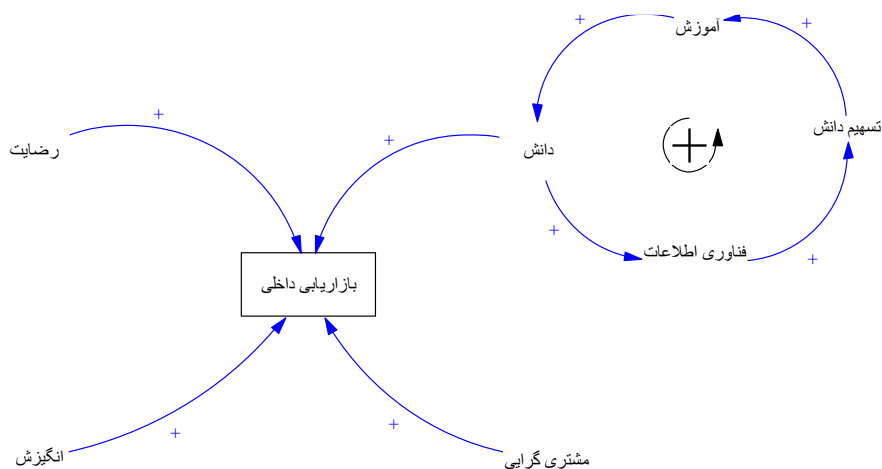 آموزش
+
+
تسهیم دانش
+
دانش
+
+
رضایت
+
+
فناوری اطلاعات
+
بازاریابی داخلی
+
+
انگیزش
مشتری گرایی